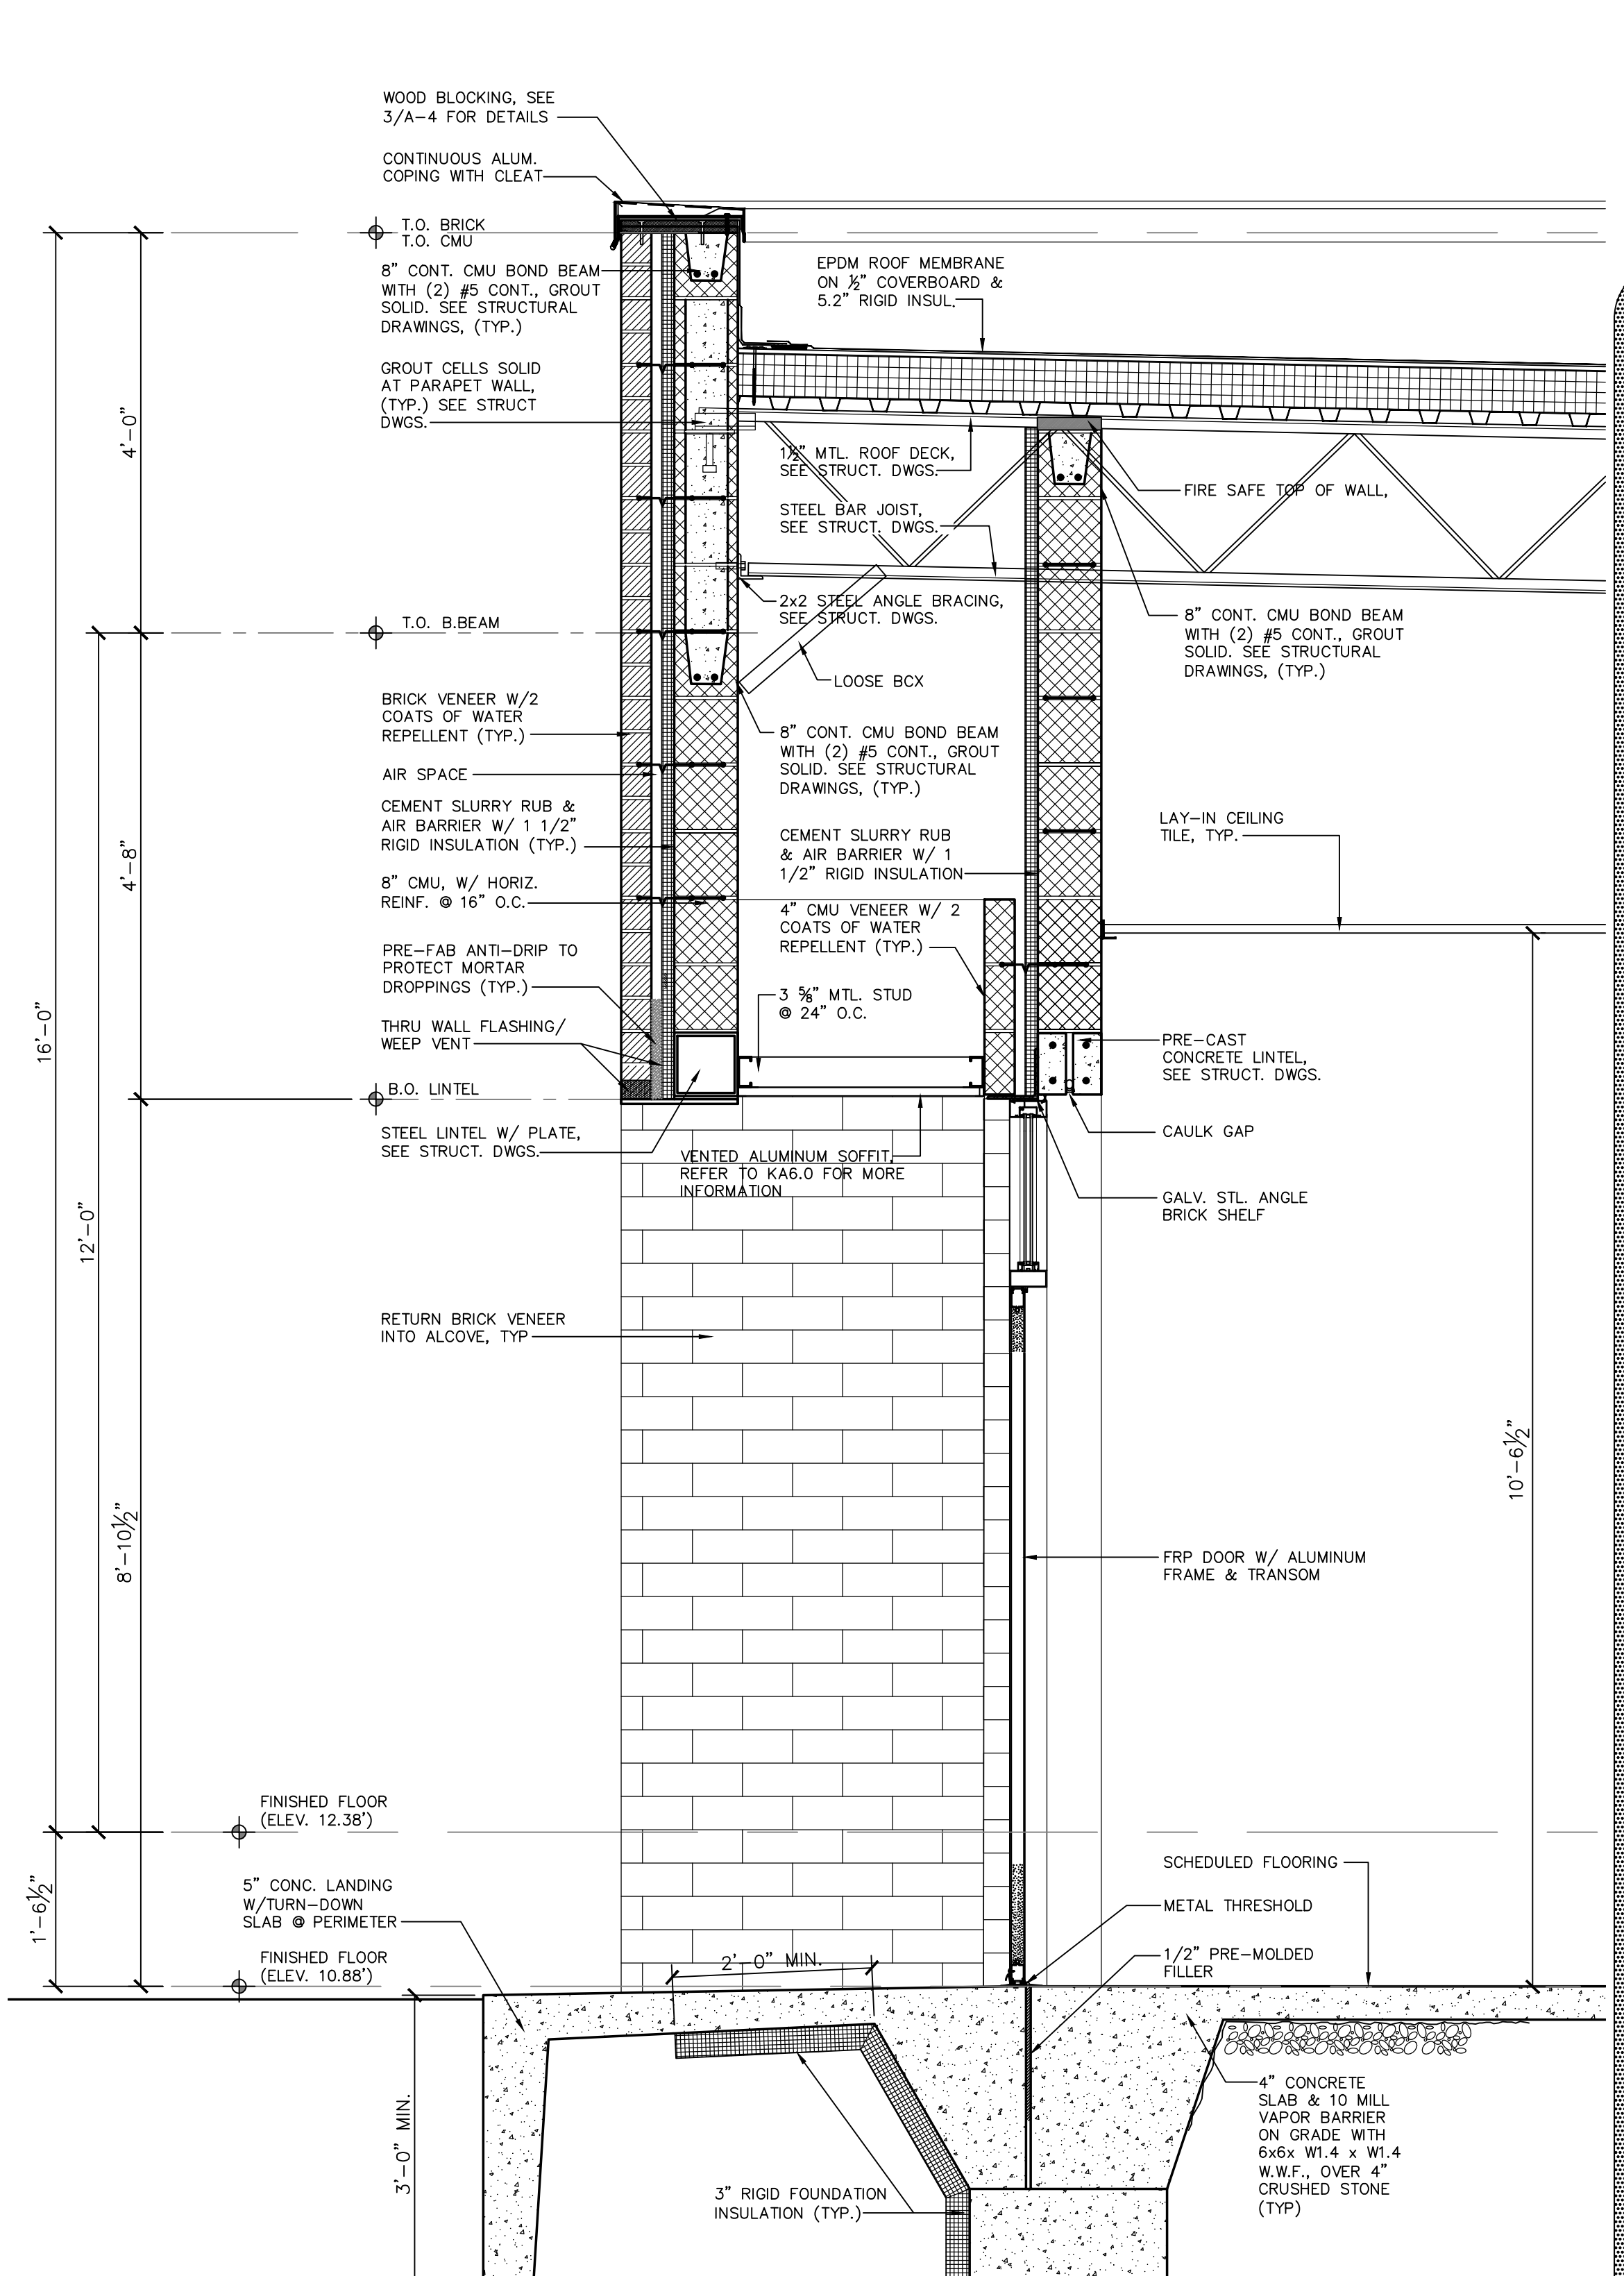 WOOD BLOCKING, SEE
3/A-4 FOR DETAILS
CONTINUOUS ALUM.
COPING WITH CLEAT
T.O. BRICK
T.O. CMU
8" CONT. CMU BOND BEAM
WITH (2) #5 CONT., GROUT
SOLID. SEE STRUCTURAL
DRAWINGS, (TYP.)
GROUT CELLS SOLID
AT PARAPET WALL,
(TYP.) SEE STRUCT
DWGS.
T.O. B.BEAM
BRICK VENEER W/2
COATS OF WATER
REPELLENT (TYP.)
AIR SPACE
CEMENT SLURRY RUB &
AIR BARRIER W/ 1 1/2"
RIGID INSULATION (TYP.)
8" CMU, W/ HORIZ.
REINF. @ 16" O.C.
PRE-FAB ANTI-DRIP TO
PROTECT MORTAR
DROPPINGS (TYP.)
THRU WALL FLASHING/
WEEP VENT
B.O. LINTEL
STEEL LINTEL W/ PLATE,
SEE STRUCT. DWGS.
RETURN BRICK VENEER
INTO ALCOVE, TYP
FINISHED FLOOR
(ELEV. 12.38')
5" CONC. LANDING
W/TURN-DOWN
SLAB @ PERIMETER
FINISHED FLOOR
(ELEV. 10.88')
4'-0"
4'-8"
16'-0"
12'-0"
8'-10½"
1'-6½"
3'-0" MIN.
EPDM ROOF MEMBRANE
ON ½" COVERBOARD &
5.2" RIGID INSUL.
1½" MTL. ROOF DECK,
SEE STRUCT. DWGS.
STEEL BAR JOIST,
SEE STRUCT. DWGS.
2x2 STEEL ANGLE BRACING,
SEE STRUCT. DWGS.
LOOSE BCX
8" CONT. CMU BOND BEAM
WITH (2) #5 CONT., GROUT
SOLID. SEE STRUCTURAL
DRAWINGS, (TYP.)
CEMENT SLURRY RUB
& AIR BARRIER W/ 1
1/2" RIGID INSULATION
4" CMU VENEER W/ 2
COATS OF WATER
REPELLENT (TYP.)
3 ⅝" MTL. STUD
@ 24" O.C.
VENTED ALUMINUM SOFFIT,
REFER TO KA6.0 FOR MORE
INFORMATION
2'-0" MIN.
3" RIGID FOUNDATION
INSULATION (TYP.)
FIRE SAFE TOP OF WALL,
8" CONT. CMU BOND BEAM
WITH (2) #5 CONT., GROUT
SOLID. SEE STRUCTURAL
DRAWINGS, (TYP.)
LAY-IN CEILING
TILE, TYP.
PRE-CAST
CONCRETE LINTEL,
SEE STRUCT. DWGS.
CAULK GAP
GALV. STL. ANGLE
BRICK SHELF
10'-6½"
FRP DOOR W/ ALUMINUM
FRAME & TRANSOM
SCHEDULED FLOORING
METAL THRESHOLD
1/2" PRE-MOLDED
FILLER
4" CONCRETE
SLAB & 10 MILL
VAPOR BARRIER
ON GRADE WITH
6x6x W1.4 x W1.4
W.W.F., OVER 4"
CRUSHED STONE
(TYP)